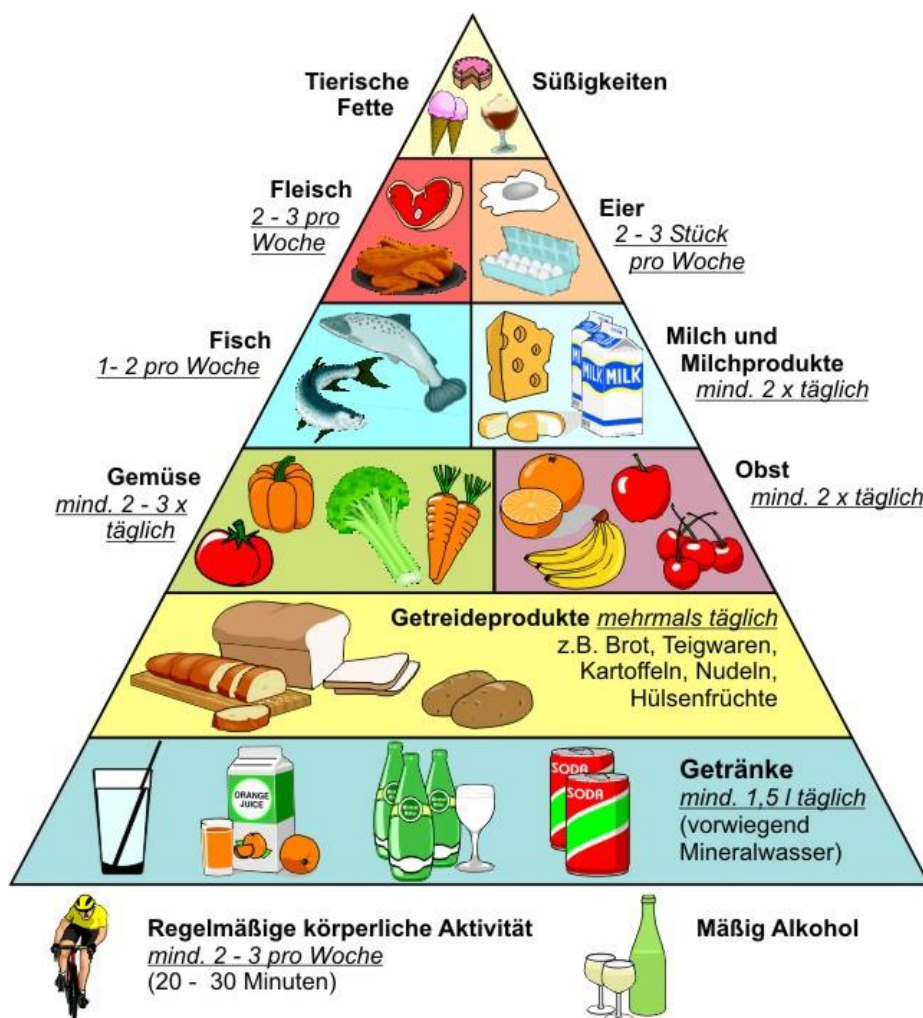 Tierische
Fette
Süßigkeiten
Fleisch
2 - 3 pro
Woche
Eier
2 - 3 Stück
pro Woche
Fisch
1- 2 pro Woche
Milch und
Milchprodukte
mind. 2 x täglich
MILK
MILK
Gemüse
mind. 2 - 3 x
täglich
Obst
mind. 2 x täglich
Getreideprodukte mehrmals täglich
z.B. Brot, Teigwaren,
Kartoffeln, Nudeln,
Hülsenfrüchte
ORANGE
JUICE
SODA
SODA
Getränke
mind. 1,5 l täglich
(vorwiegend
Mineralwasser)
Regelmäßige körperliche Aktivität
mind. 2 - 3 pro Woche
(20 - 30 Minuten)
Mäßig Alkohol